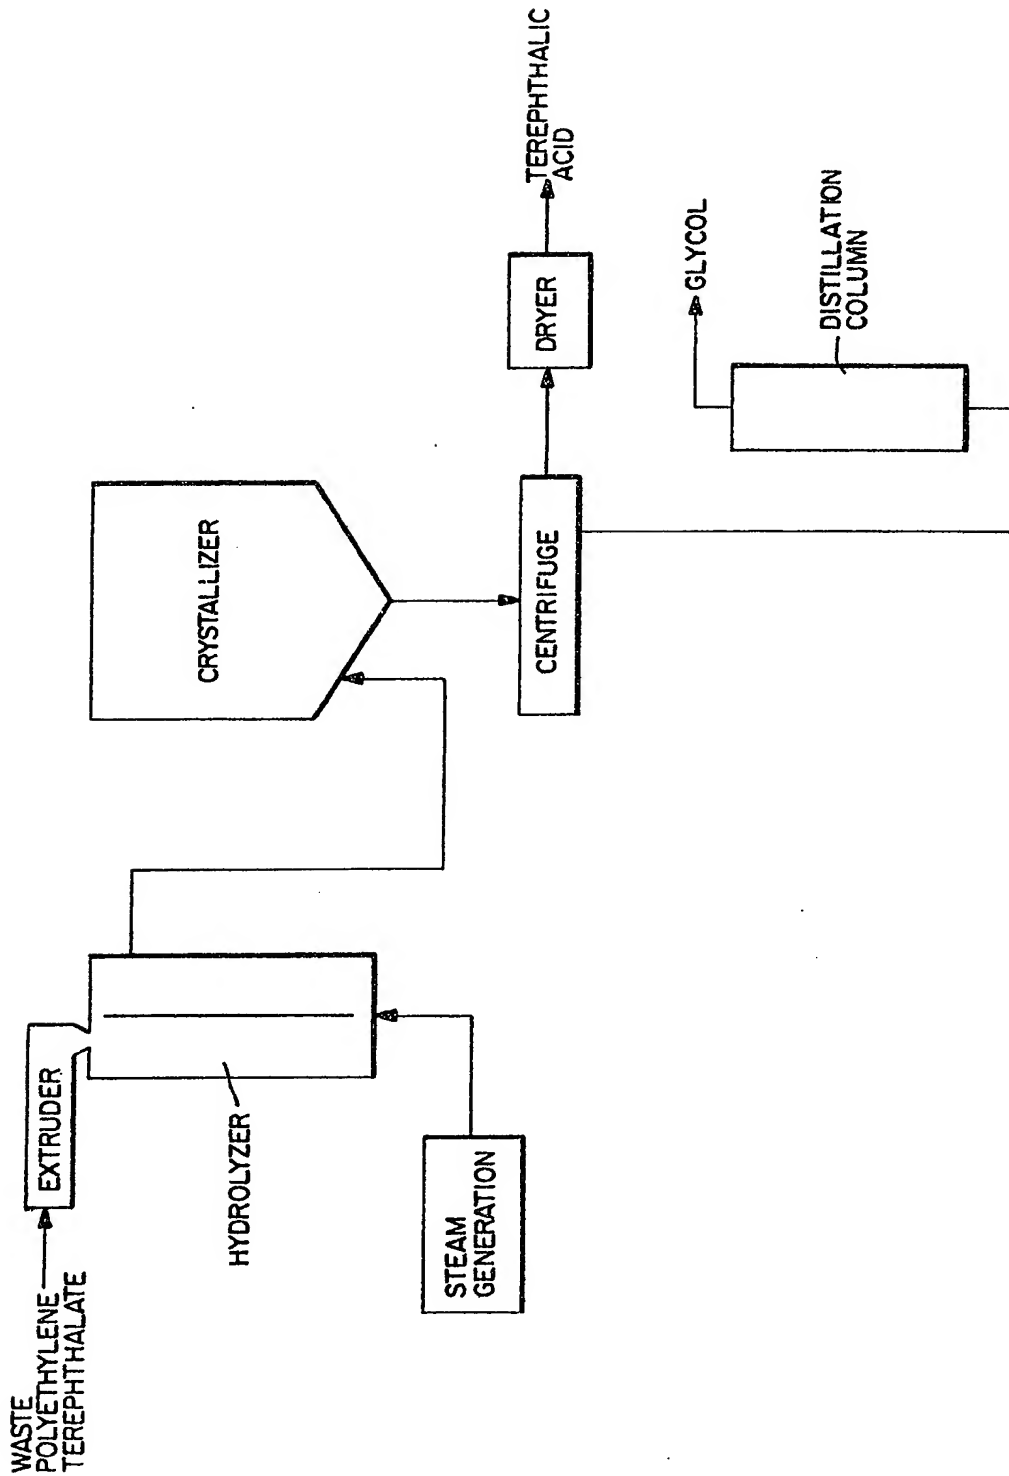 WASTE
POLYETHYLENE
TEREPHTHALATE
EXTRUDER
HYDROLYZER
STEAM
GENERATION
CRYSTALLIZER
CENTRIFUGE
DRYER
TEREPHTHALIC
ACID
GLYCOL
DISTILLATION
COLUMN